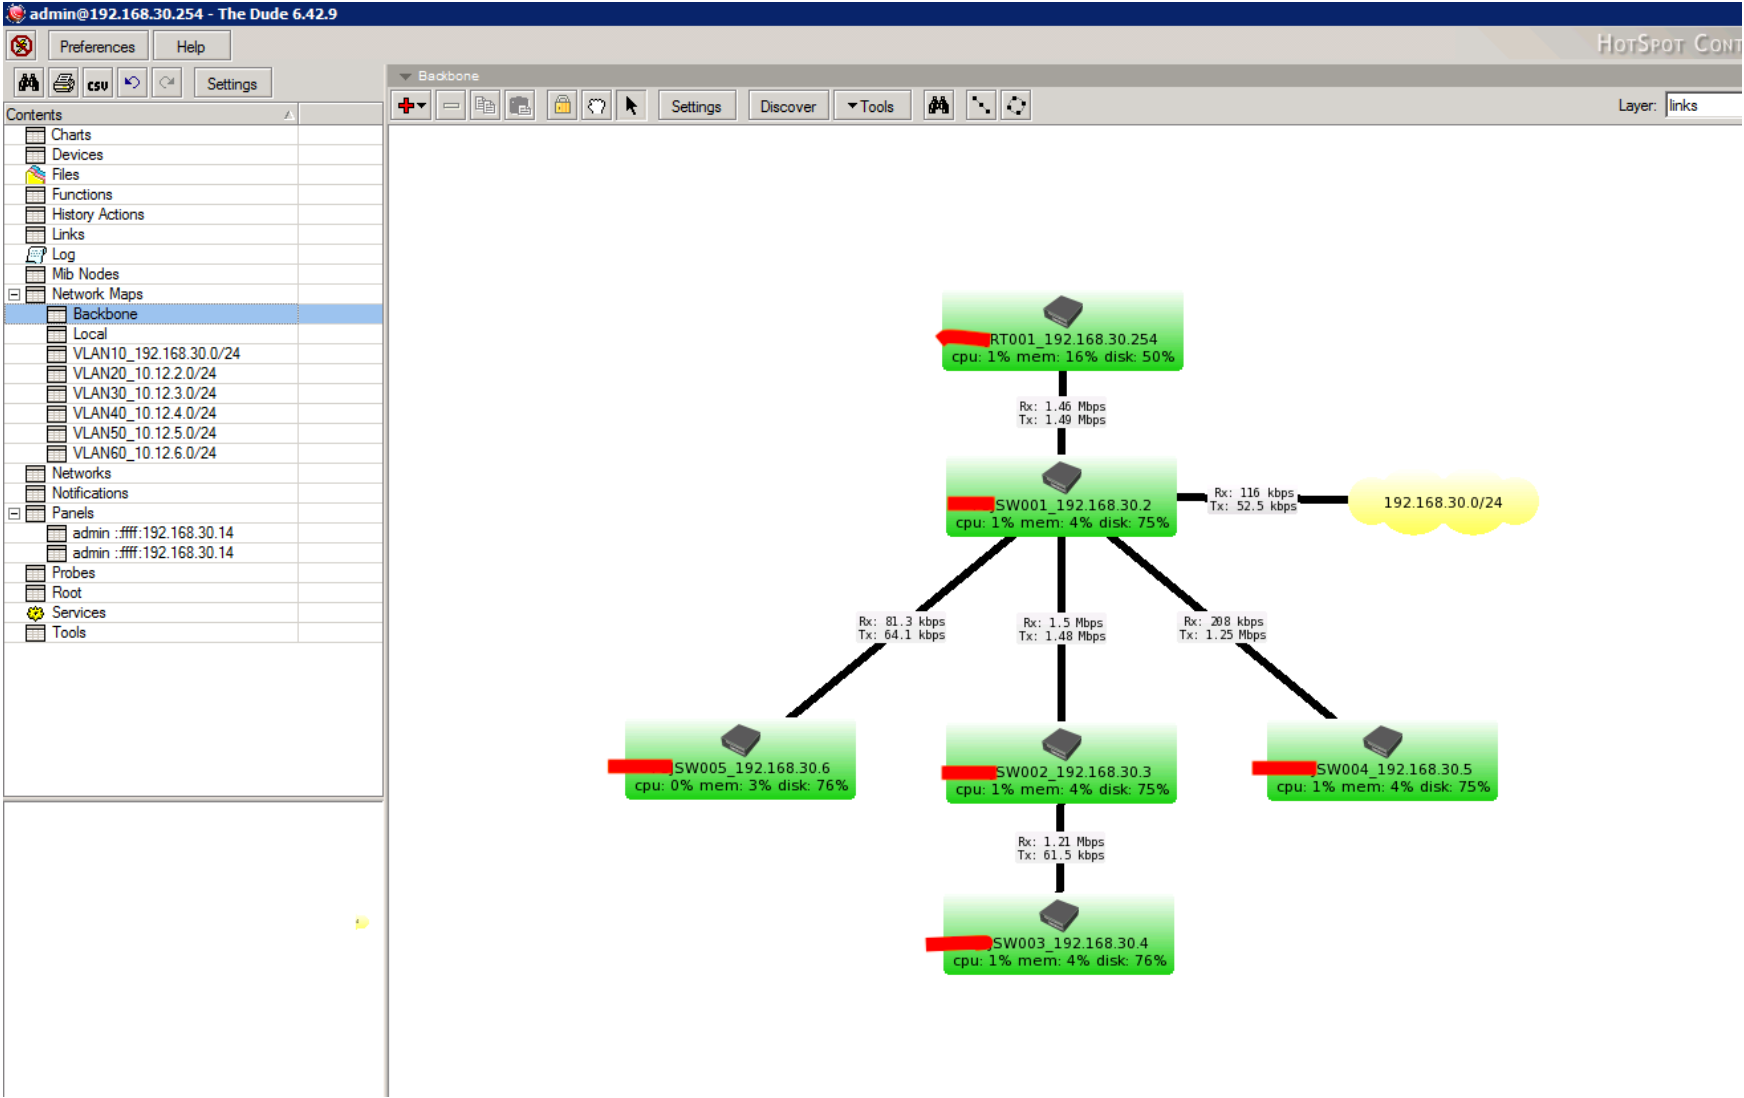 admin@192.168.30.254 - The Dude 6.42.9
Preferences Help
HotSpot
csv Settings
Backbone
Settings Discover Tools Layer: links
Contents
Charts
Devices
Files
Functions
History Actions
Links
Log
Mib Nodes
Network Maps
Backbone
Local
VLAN10_192.168.30.0/24
VLAN20_10.12.2.0/24
VLAN30_10.12.3.0/24
VLAN40_10.12.4.0/24
VLAN50_10.12.5.0/24
VLAN60_10.12.6.0/24
Networks
Notifications
Panels
admin ::ffff:192.168.30.14
admin ::ffff:192.168.30.14
Probes
Root
Services
Tools
RT001_192.168.30.254
cpu: 1% mem: 16% disk: 50%
Rx: 1.46 Mbps
Tx: 1.49 Mbps
SW001_192.168.30.2
cpu: 1% mem: 4% disk: 75%
Rx: 116 kbps
Tx: 52.5 kbps
192.168.30.0/24
Rx: 81.3 kbps
Tx: 64.1 kbps
Rx: 1.5 Mbps
Tx: 1.48 Mbps
Rx: 208 kbps
Tx: 1.25 Mbps
SW005_192.168.30.6
cpu: 0% mem: 3% disk: 76%
SW002_192.168.30.3
cpu: 1% mem: 4% disk: 75%
SW004_192.168.30.5
cpu: 1% mem: 4% disk: 75%
Rx: 1.21 Mbps
Tx: 61.5 kbps
SW003_192.168.30.4
cpu: 1% mem: 4% disk: 76%